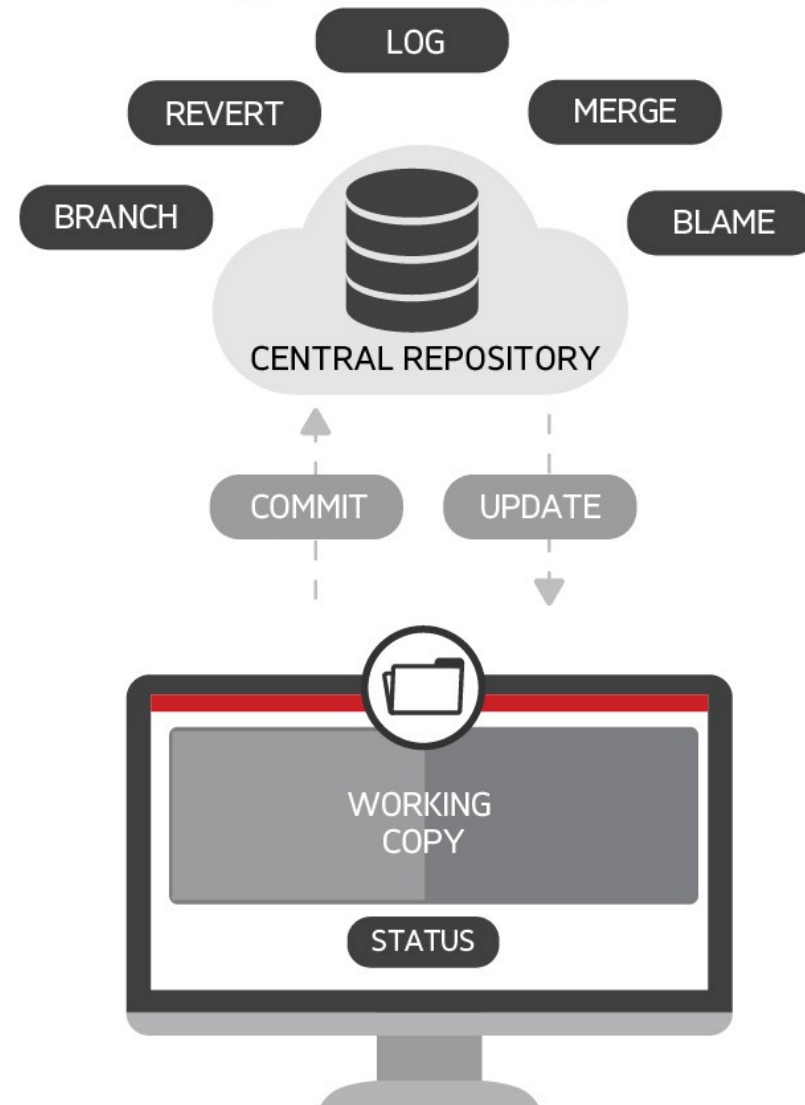 LOG
REVERT
MERGE
BRANCH
BLAME
CENTRAL REPOSITORY
COMMIT
UPDATE
WORKING
COPY
STATUS